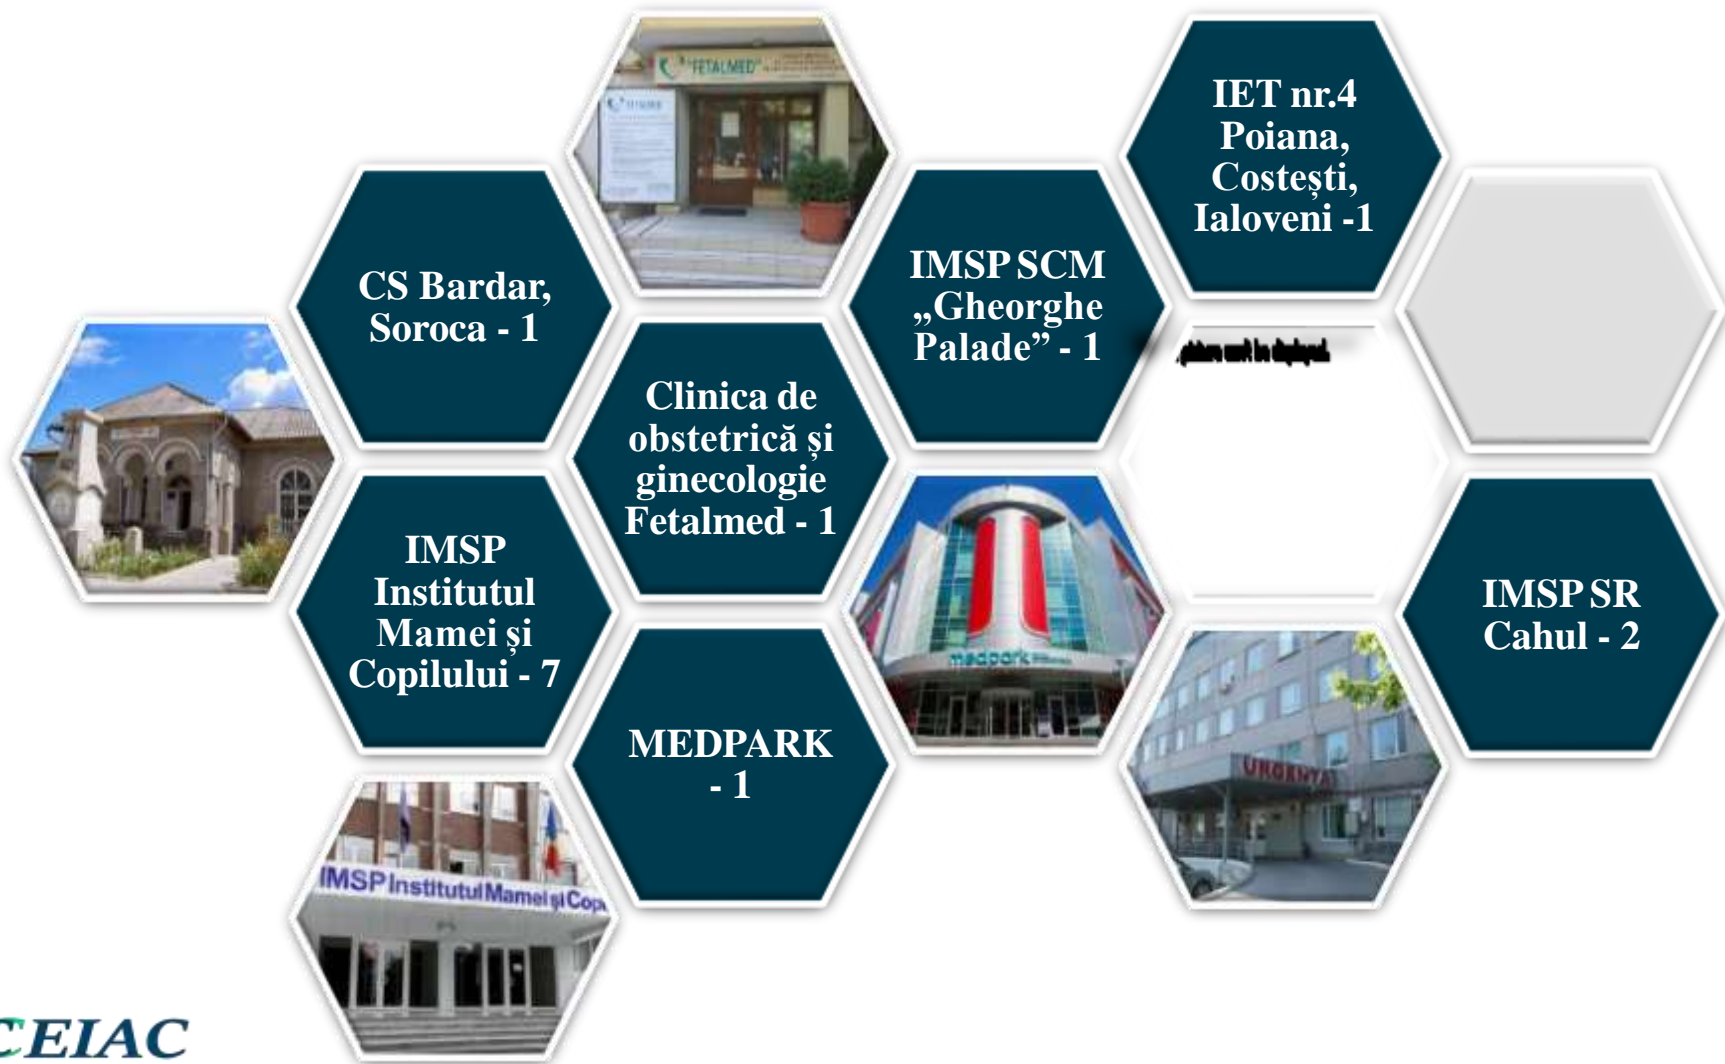 "FETALMED"
IET nr.4
Poiana,
Costești,
Ialoveni -1
CS Bardar,
Soroca - 1
IMSP SCM
„Gheorghe
Palade” - 1
Clinica de
obstetrică și
ginecologie
Fetalmed - 1
IMSP
Institutul
Mamei și
Copilului - 7
medpark
IMSP SR
Cahul - 2
MEDPARK
- 1
URGENTA
IMSP Institutul Mamei și Cop
CEIAC